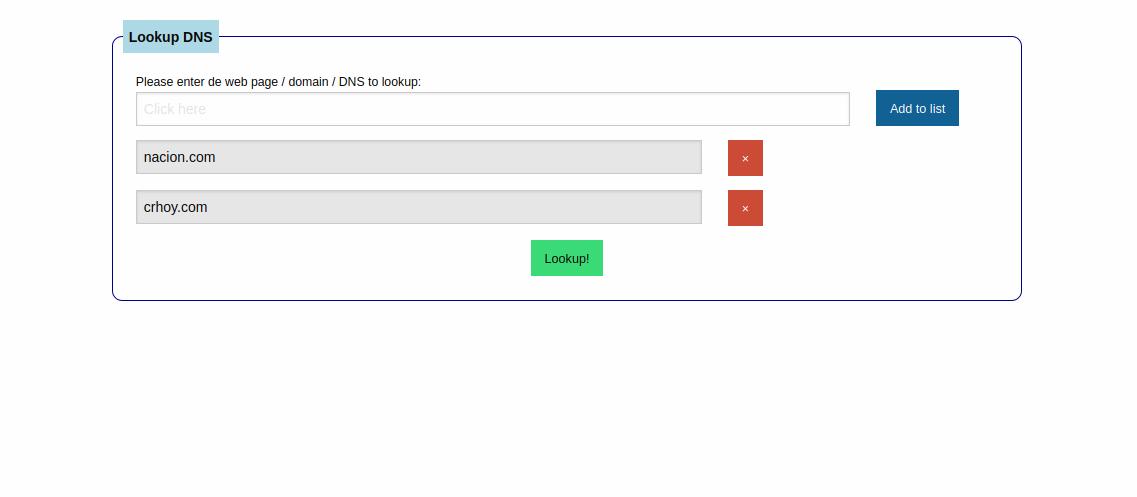 Lookup DNS
Please enter de web page / domain / DNS to lookup:
Click here
Add to list
nacion.com
×
crhoy.com
×
Lookup!